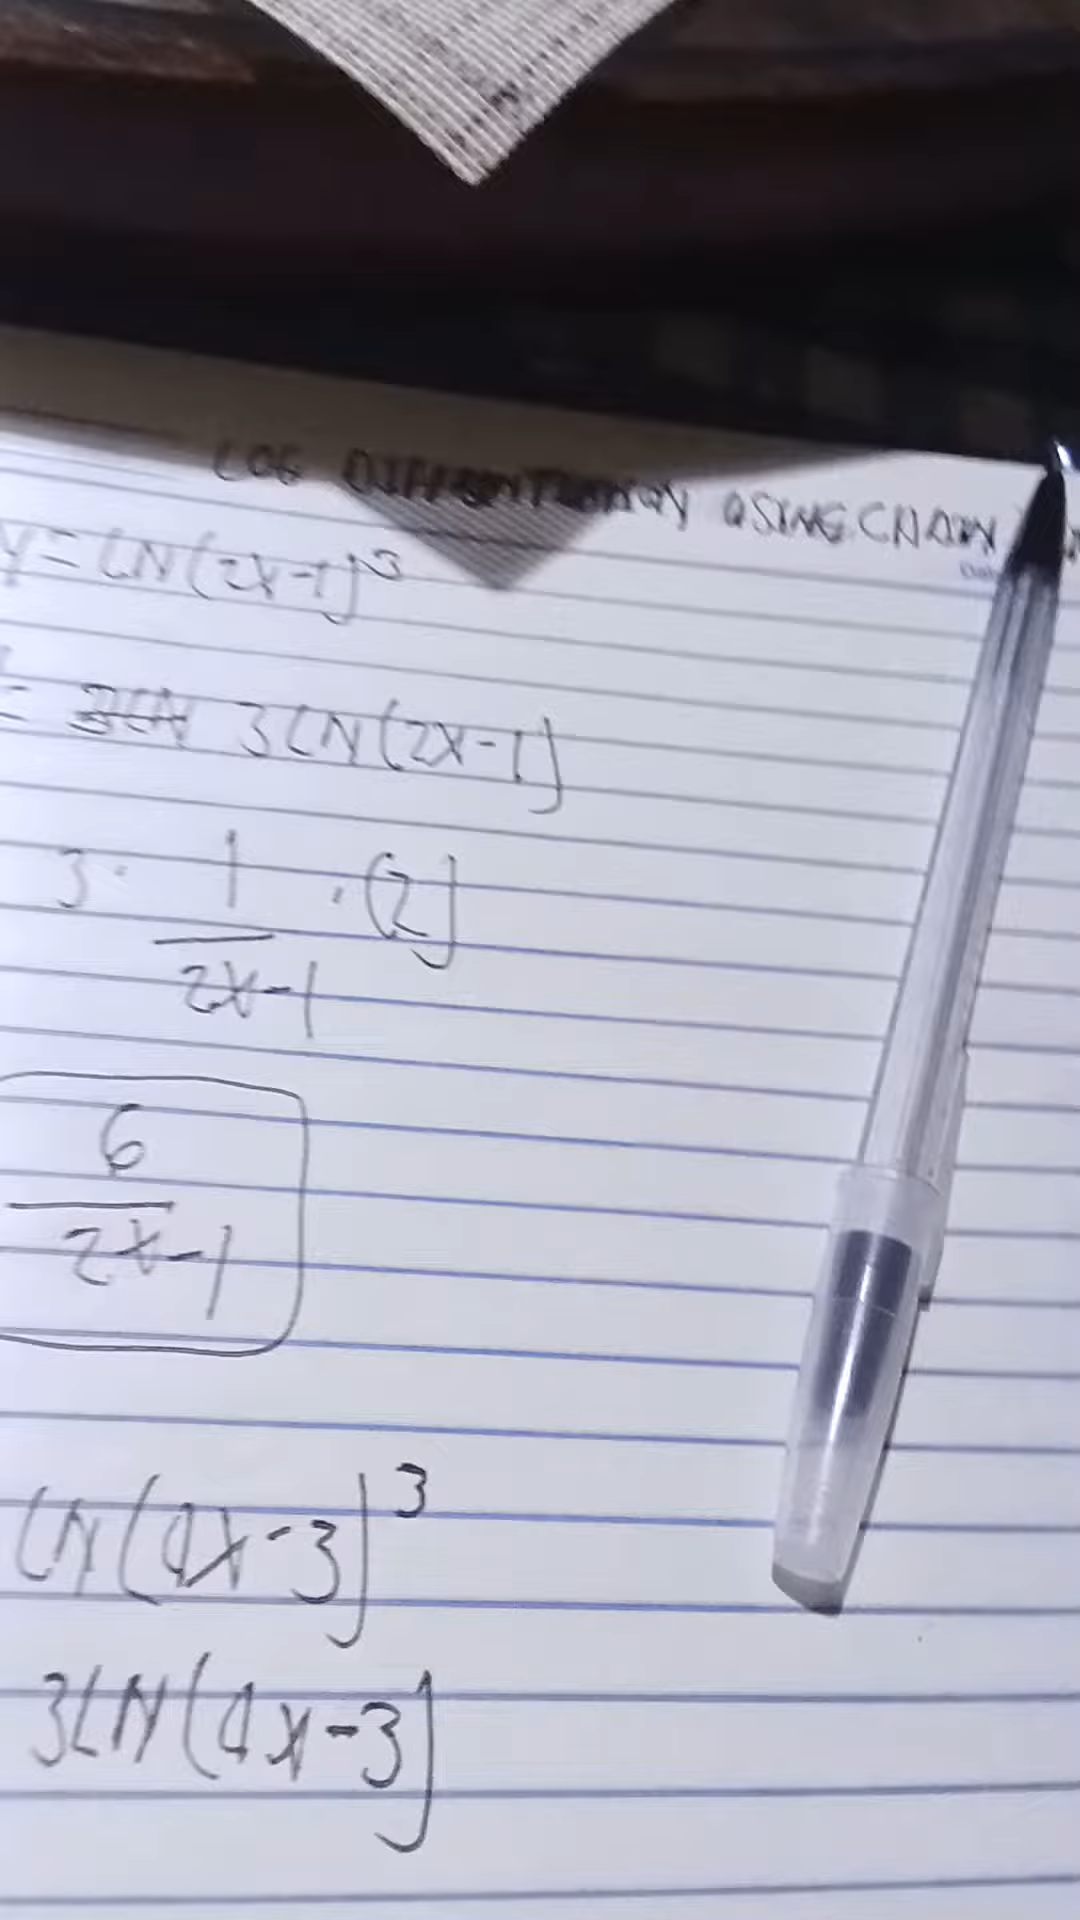 LOG DIFFERENTIATION USING CHAIN
Y = LN(2X-1)³
= 3LN(2X-1)
3 · 1/(2X-1) · (2)
6/(2X-1)
LN(4X-3)³
3LN(4X-3)